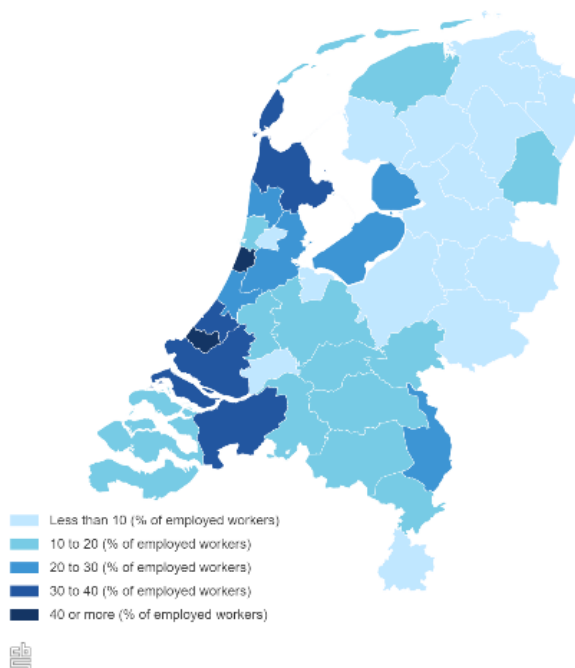 Less than 10 (% of employed workers)
10 to 20 (% of employed workers)
20 to 30 (% of employed workers)
30 to 40 (% of employed workers)
40 or more (% of employed workers)
cbs